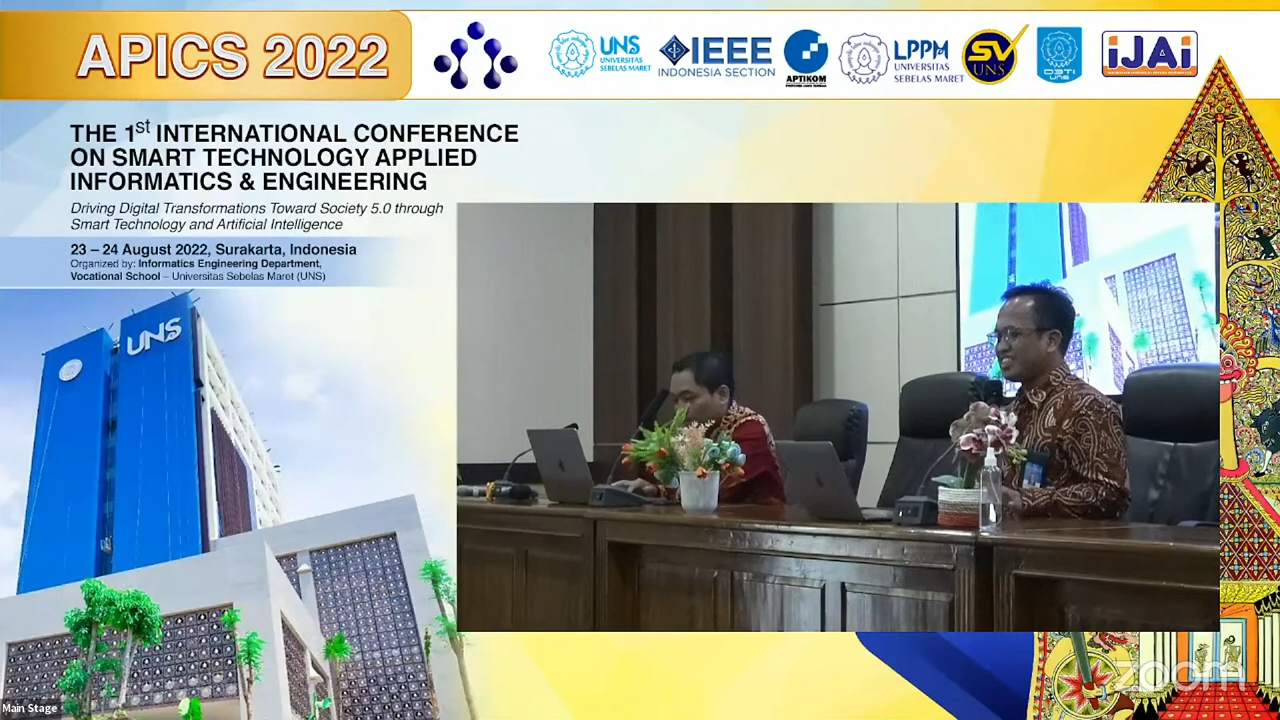 APICS 2022
UNS
UNIVERSITAS
SEBELAS MARET
IEEE
INDONESIA SECTION
APTIKOM
LPPM
UNIVERSITAS
SEBELAS MARET
SV
UNS
D3TI
UNS
iJAi
THE 1st INTERNATIONAL CONFERENCE
ON SMART TECHNOLOGY APPLIED
INFORMATICS & ENGINEERING
Driving Digital Transformations Toward Society 5.0 through
Smart Technology and Artificial Intelligence
23 – 24 August 2022, Surakarta, Indonesia
Organized by: Informatics Engineering Department,
Vocational School – Universitas Sebelas Maret (UNS)
UNS
zoom
Main Stage